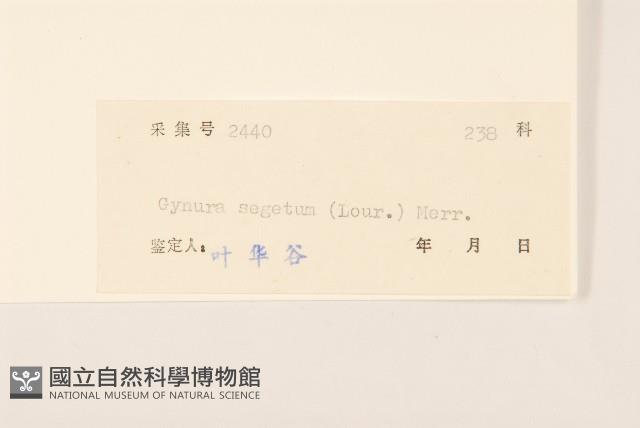 采集号 2440 238 科
Gynura segetum (Lour.) Merr.
鉴定人: 叶华谷 年 月 日
國立自然科學博物館
NATIONAL MUSEUM OF NATURAL SCIENCE